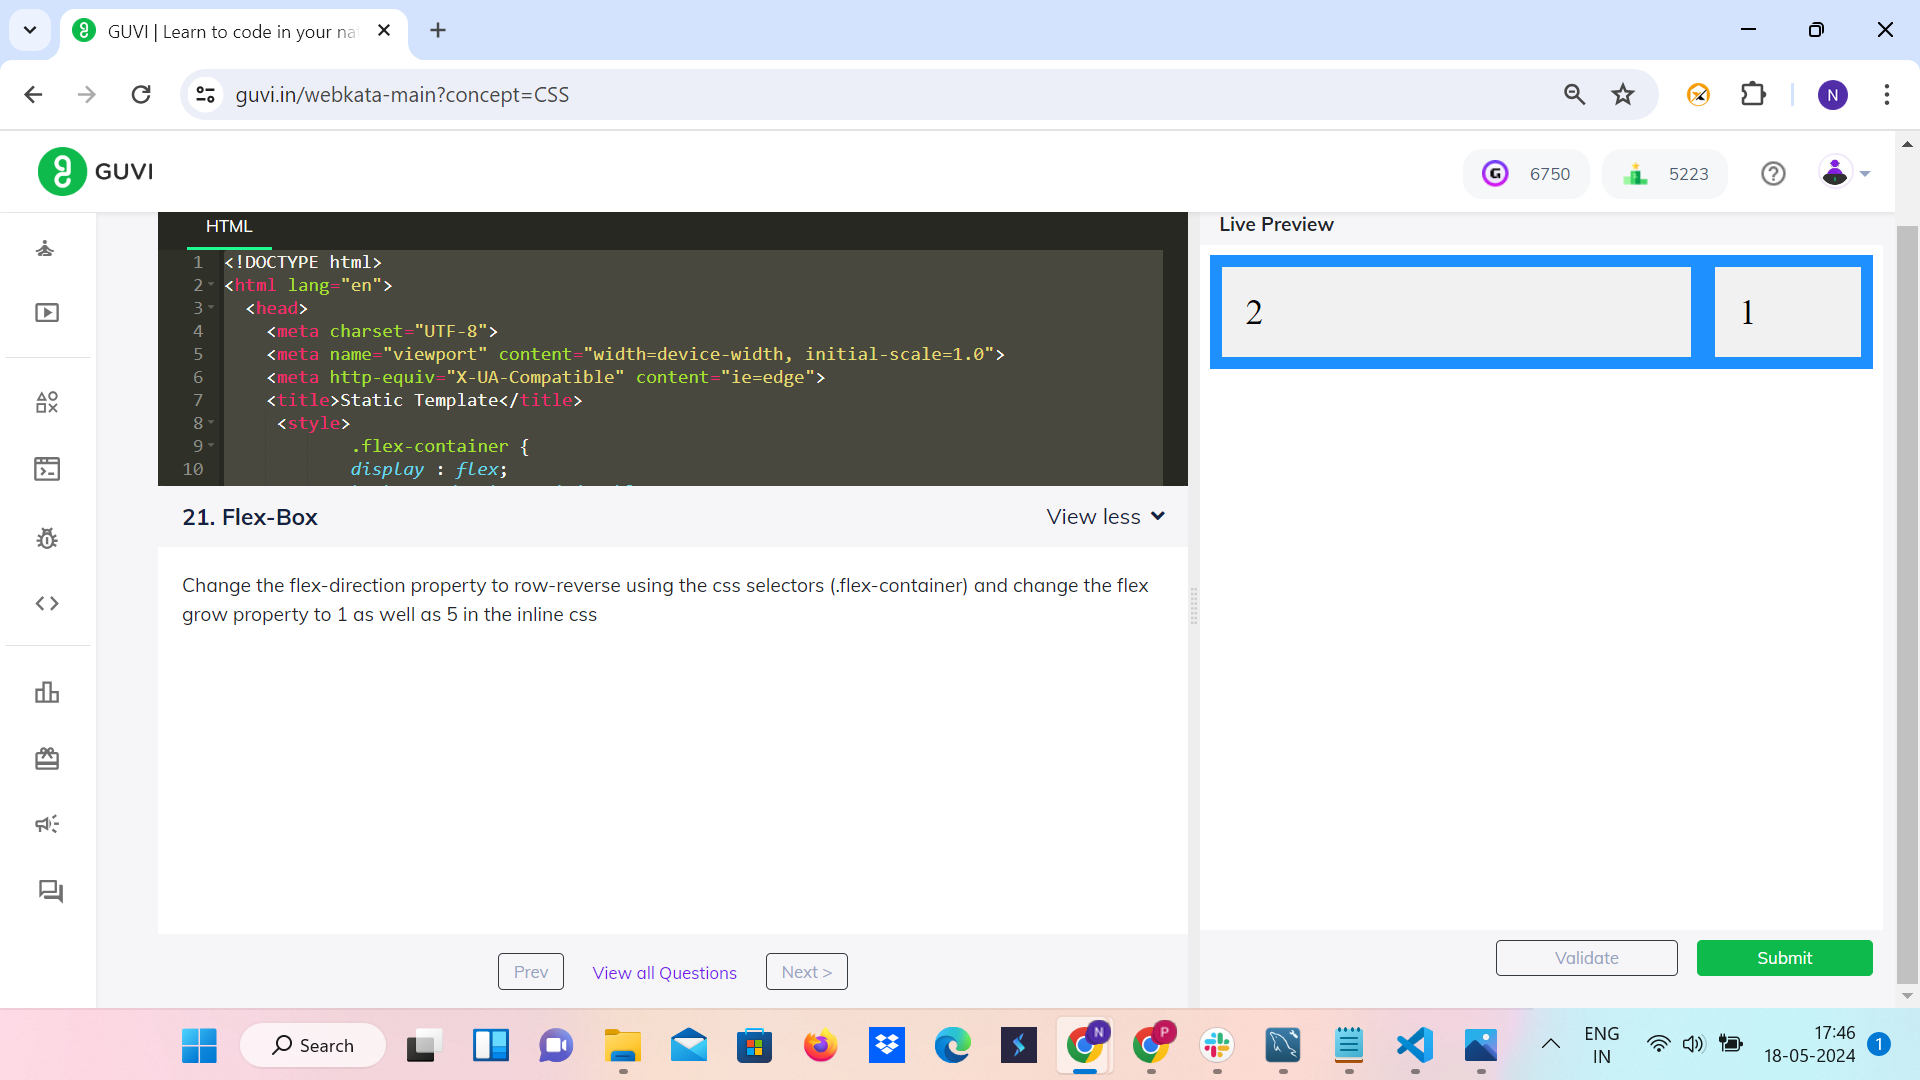 GUVI | Learn to code in your na
guvi.in/webkata-main?concept=CSS
N
GUVI
G 6750
5223
HTML
Live Preview
1 <!DOCTYPE html>
2 <html lang="en">
3 <head>
4 <meta charset="UTF-8">
5 <meta name="viewport" content="width=device-width, initial-scale=1.0">
6 <meta http-equiv="X-UA-Compatible" content="ie=edge">
7 <title>Static Template</title>
8 <style>
9 .flex-container {
10 display : flex;
2 1
21. Flex-Box
View less
Change the flex-direction property to row-reverse using the css selectors (.flex-container) and change the flex
grow property to 1 as well as 5 in the inline css
Prev
View all Questions
Next >
Validate
Submit
Search
N
P
ENG
IN
17:46
18-05-2024
1